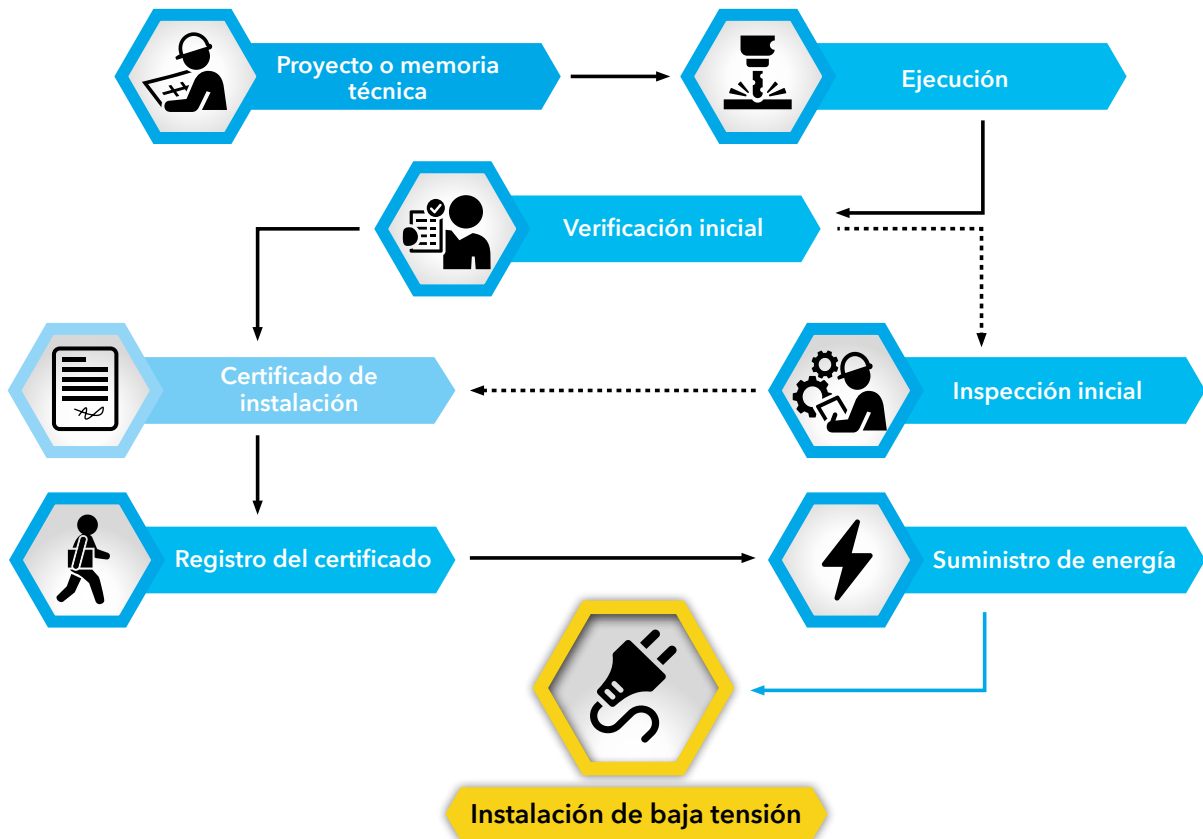 Proyecto o memoria
técnica
Ejecución
Verificación inicial
Certificado de
instalación
Inspección inicial
Registro del certificado
Suministro de energía
Instalación de baja tensión